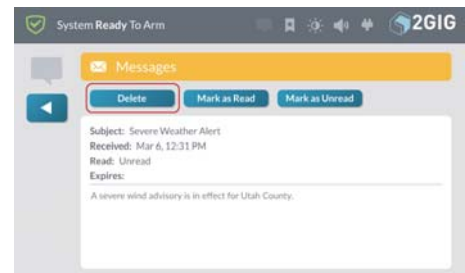 System Ready To Arm
2GIG
Messages
Delete Mark as Read Mark as Unread
Subject: Severe Weather Alert
Received: Mar 6, 12:31 PM
Read: Unread
Expires:
A severe wind advisory is in effect for Utah County.